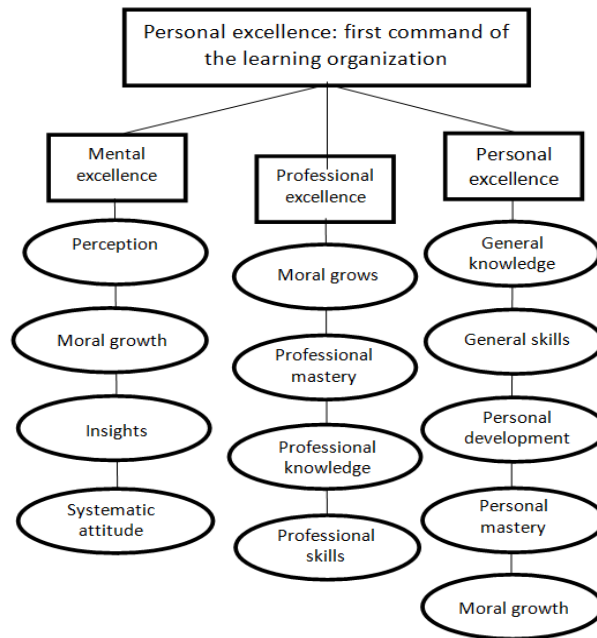 Personal excellence: first command of
the learning organization
Mental
excellence
Perception
Moral growth
Insights
Systematic
attitude
Professional
excellence
Moral grows
Professional
mastery
Professional
knowledge
Professional
skills
Personal
excellence
General
knowledge
General skills
Personal
development
Personal
mastery
Moral growth